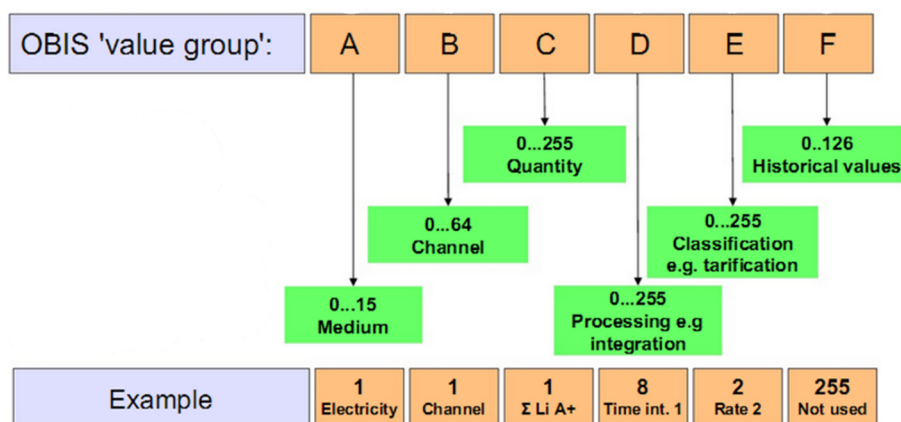 OBIS 'value group': A B C D E F
0...255
Quantity
0..126
Historical values
0...64
Channel
0...255
Classification
e.g. tarification
0...15
Medium
0...255
Processing e.g
integration
Example
1
Electricity
1
Channel
1
Σ Li A+
8
Time int. 1
2
Rate 2
255
Not used